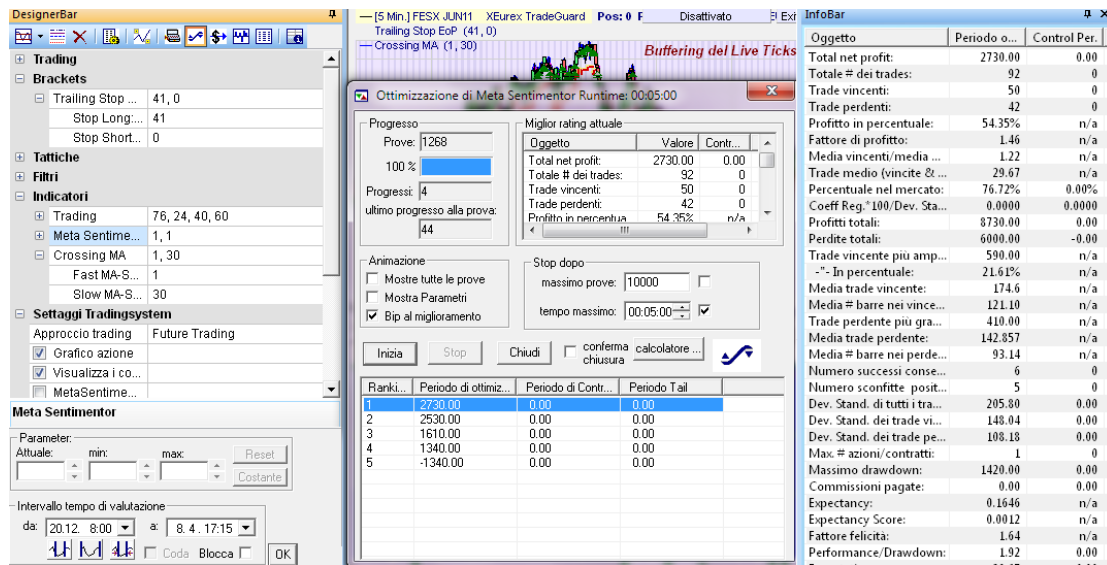 DesignerBar
Trading
Brackets
Trailing Stop ... 41, 0
Stop Long:... 41
Stop Short... 0
Tattiche
Filtri
Indicatori
Trading 76, 24, 40, 60
Meta Sentime... 1, 1
Crossing MA 1, 30
Fast MA-S... 1
Slow MA-S... 30
Settaggi Tradingsystem
Approccio trading Future Trading
Grafico azione
Visualizza i co...
MetaSentime...
Meta Sentimentor
Parameter:
Attuale: min: max: Reset
Costante
Intervallo tempo di valutazione
da: 20.12. 8:00 a: 8. 4. 17:15
Coda Blocca OK
[5 Min.] FESX JUN11 XEurex TradeGuard Pos: 0 F Disattivato Exi
Trailing Stop EoP (41, 0)
Crossing MA (1, 30)
Buffering del Live Ticks
Ottimizzazione di Meta Sentimentor Runtime: 00:05:00
Progresso
Prove: 1268
100 %
Progressi: 4
ultimo progresso alla prova:
44
Miglior rating attuale
Oggetto Valore Contr...
Total net profit: 2730.00 0.00
Totale # dei trades: 92 0
Trade vincenti: 50 0
Trade perdenti: 42 0
Profitto in percentua 54.35% n/a
Animazione
Mostre tutte le prove
Mostra Parametri
Bip al miglioramento
Stop dopo
massimo prove: 10000
tempo massimo: 00:05:00
Inizia Stop Chiudi conferma chiusura calcolatore ...
Ranki... Periodo di ottimiz... Periodo di Contr... Periodo Tail
1 2730.00 0.00 0.00
2 2530.00 0.00 0.00
3 1610.00 0.00 0.00
4 1340.00 0.00 0.00
5 -1340.00 0.00 0.00
InfoBar
Oggetto Periodo o... Control Per.
Total net profit: 2730.00 0.00
Totale # dei trades: 92 0
Trade vincenti: 50 0
Trade perdenti: 42 0
Profitto in percentuale: 54.35% n/a
Fattore di profitto: 1.46 n/a
Media vincenti/media ... 1.22 n/a
Trade medio (vincite & ... 29.67 n/a
Percentuale nel mercato: 76.72% 0.00%
Coeff Reg.*100/Dev. Sta... 0.0000 0.0000
Profitti totali: 8730.00 0.00
Perdite totali: 6000.00 -0.00
Trade vincente più amp... 590.00 n/a
-"- In percentuale: 21.61% n/a
Media trade vincente: 174.6 n/a
Media # barre nei vince... 121.10 n/a
Trade perdente più gra... 410.00 n/a
Media trade perdente: 142.857 n/a
Media # barre nei perde... 93.14 n/a
Numero successi conse... 6 0
Numero sconfitte posit... 5 0
Dev. Stand. di tutti i tra... 205.80 0.00
Dev. Stand. dei trade vi... 148.04 0.00
Dev. Stand. dei trade pe... 108.18 0.00
Max. # azioni/contratti: 1 0
Massimo drawdown: 1420.00 0.00
Commissioni pagate: 0.00 0.00
Expectancy: 0.1646 n/a
Expectancy Score: 0.0012 n/a
Fattore felicità: 1.64 n/a
Performance/Drawdown: 1.92 0.00